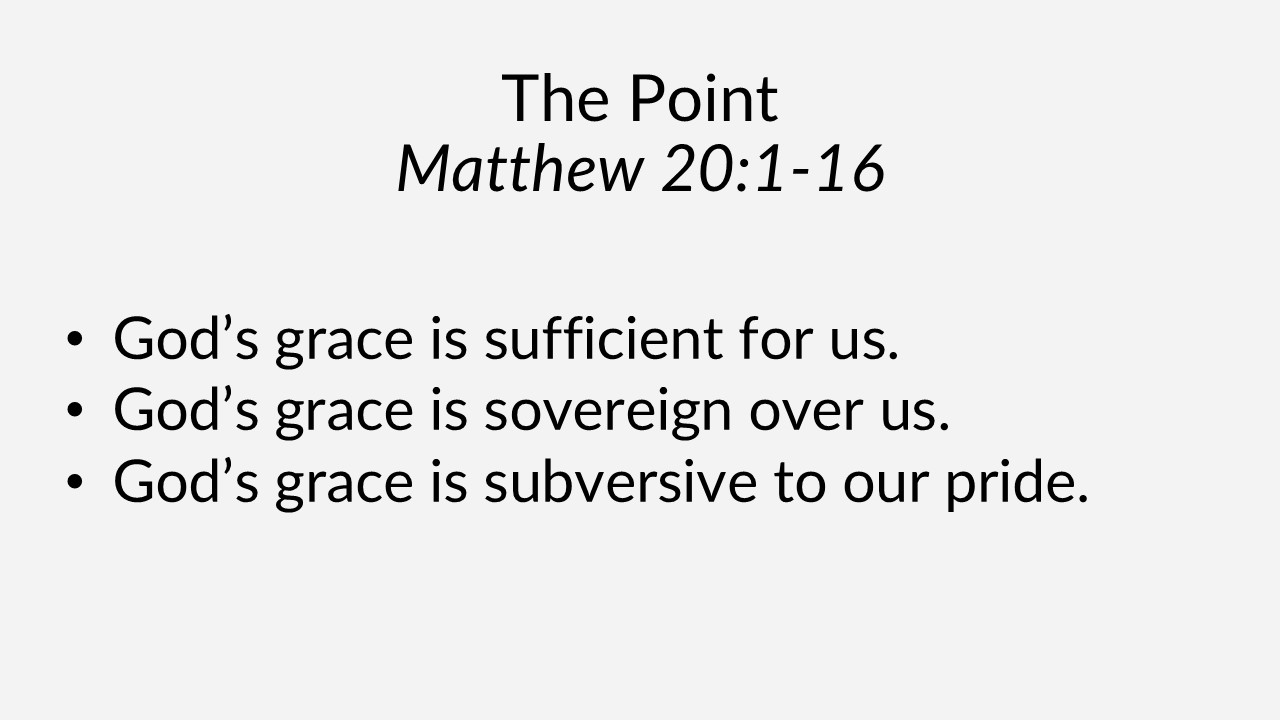 The Point
Matthew 20:1-16
• God’s grace is sufficient for us.
• God’s grace is sovereign over us.
• God’s grace is subversive to our pride.